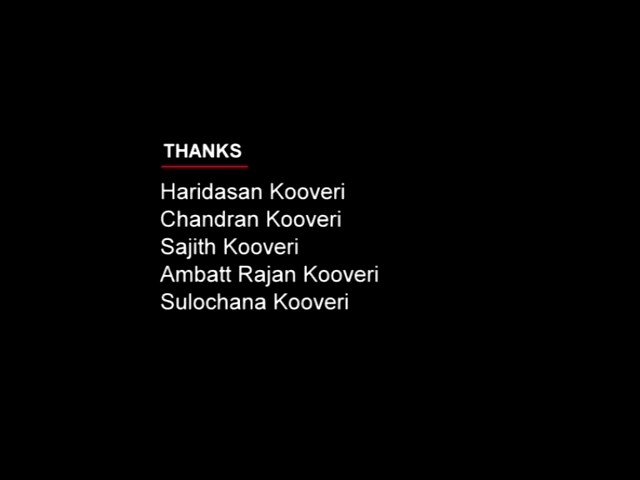 THANKS
Haridasan Kooveri
Chandran Kooveri
Sajith Kooveri
Ambatt Rajan Kooveri
Sulochana Kooveri